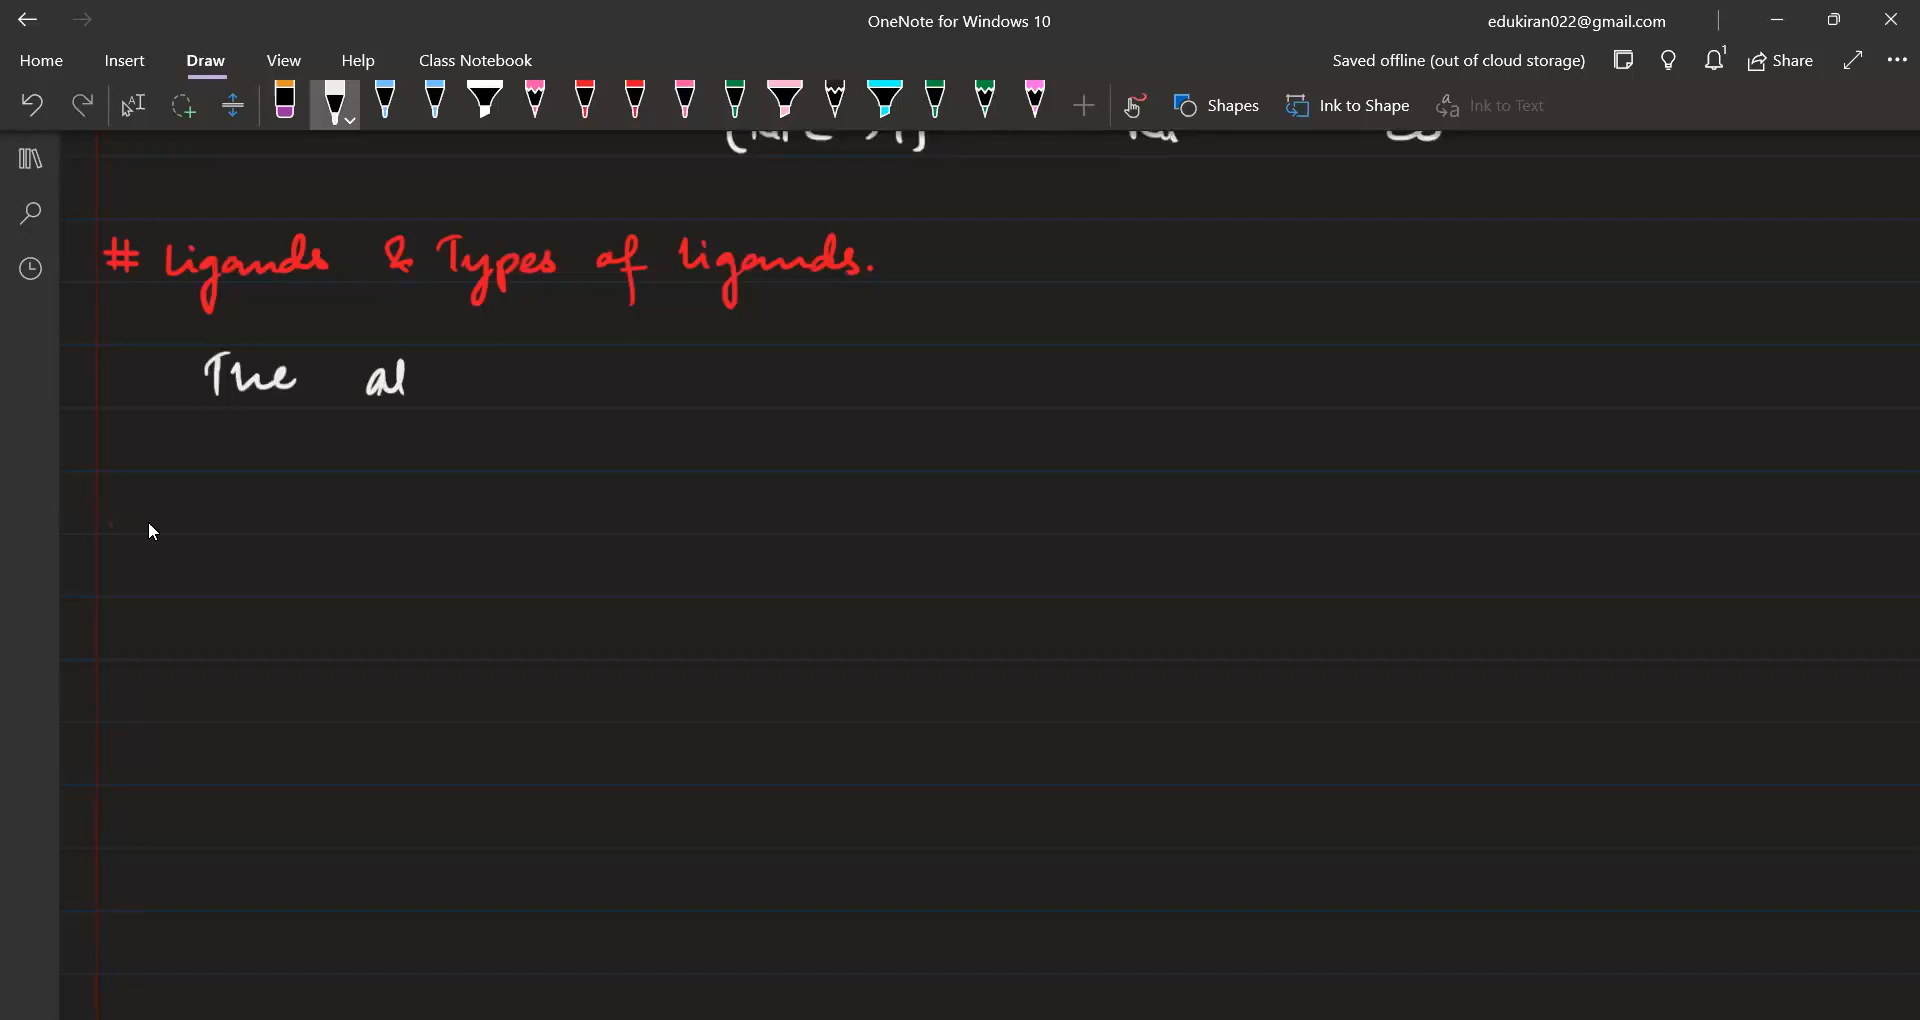 OneNote for Windows 10
edukiran022@gmail.com
Home Insert Draw View Help Class Notebook
Saved offline (out of cloud storage)
1
Share
Shapes
Ink to Shape
Ink to Text
# Ligands & Types of ligands.
The al